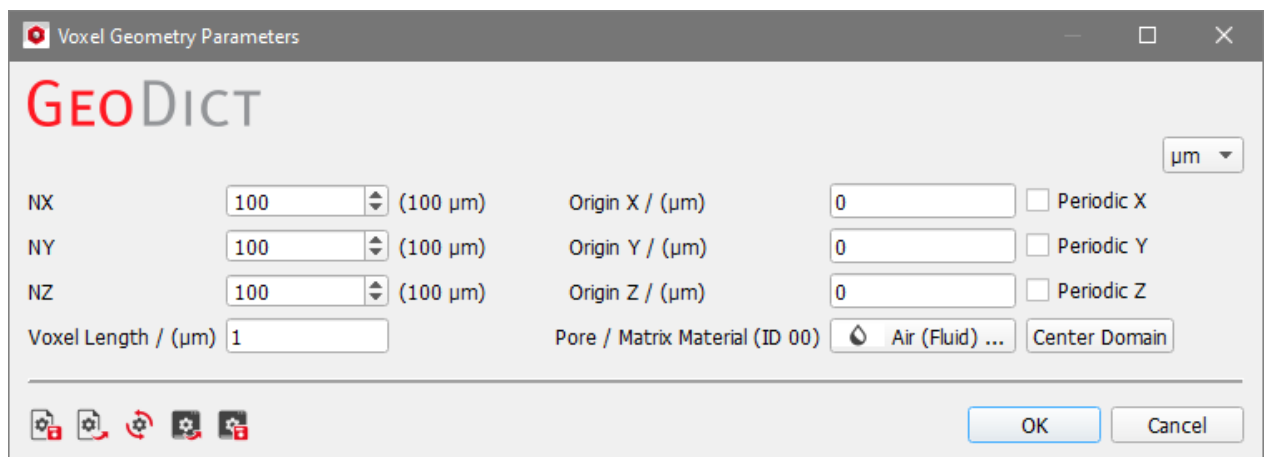 Voxel Geometry Parameters
GEODICT
µm
NX 100 (100 µm) Origin X / (µm) 0 Periodic X
NY 100 (100 µm) Origin Y / (µm) 0 Periodic Y
NZ 100 (100 µm) Origin Z / (µm) 0 Periodic Z
Voxel Length / (µm) 1 Pore / Matrix Material (ID 00) Air (Fluid) ... Center Domain
OK Cancel